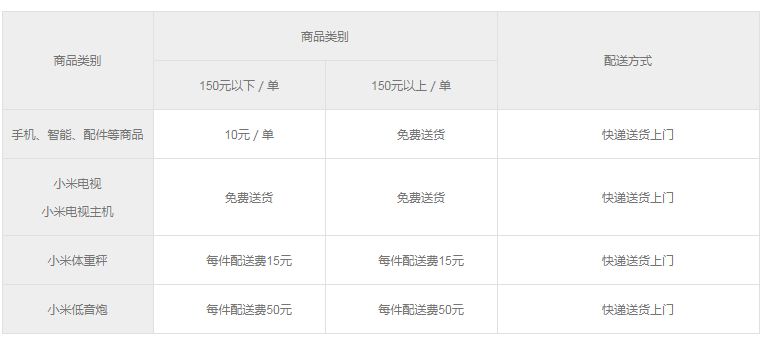 商品类别
商品类别
配送方式
150元以下 / 单
150元以上 / 单
手机、智能、配件等商品
10元 / 单
免费送货
快递送货上门
小米电视
小米电视主机
免费送货
免费送货
快递送货上门
小米体重秤
每件配送费15元
每件配送费15元
快递送货上门
小米低音炮
每件配送费50元
每件配送费50元
快递送货上门